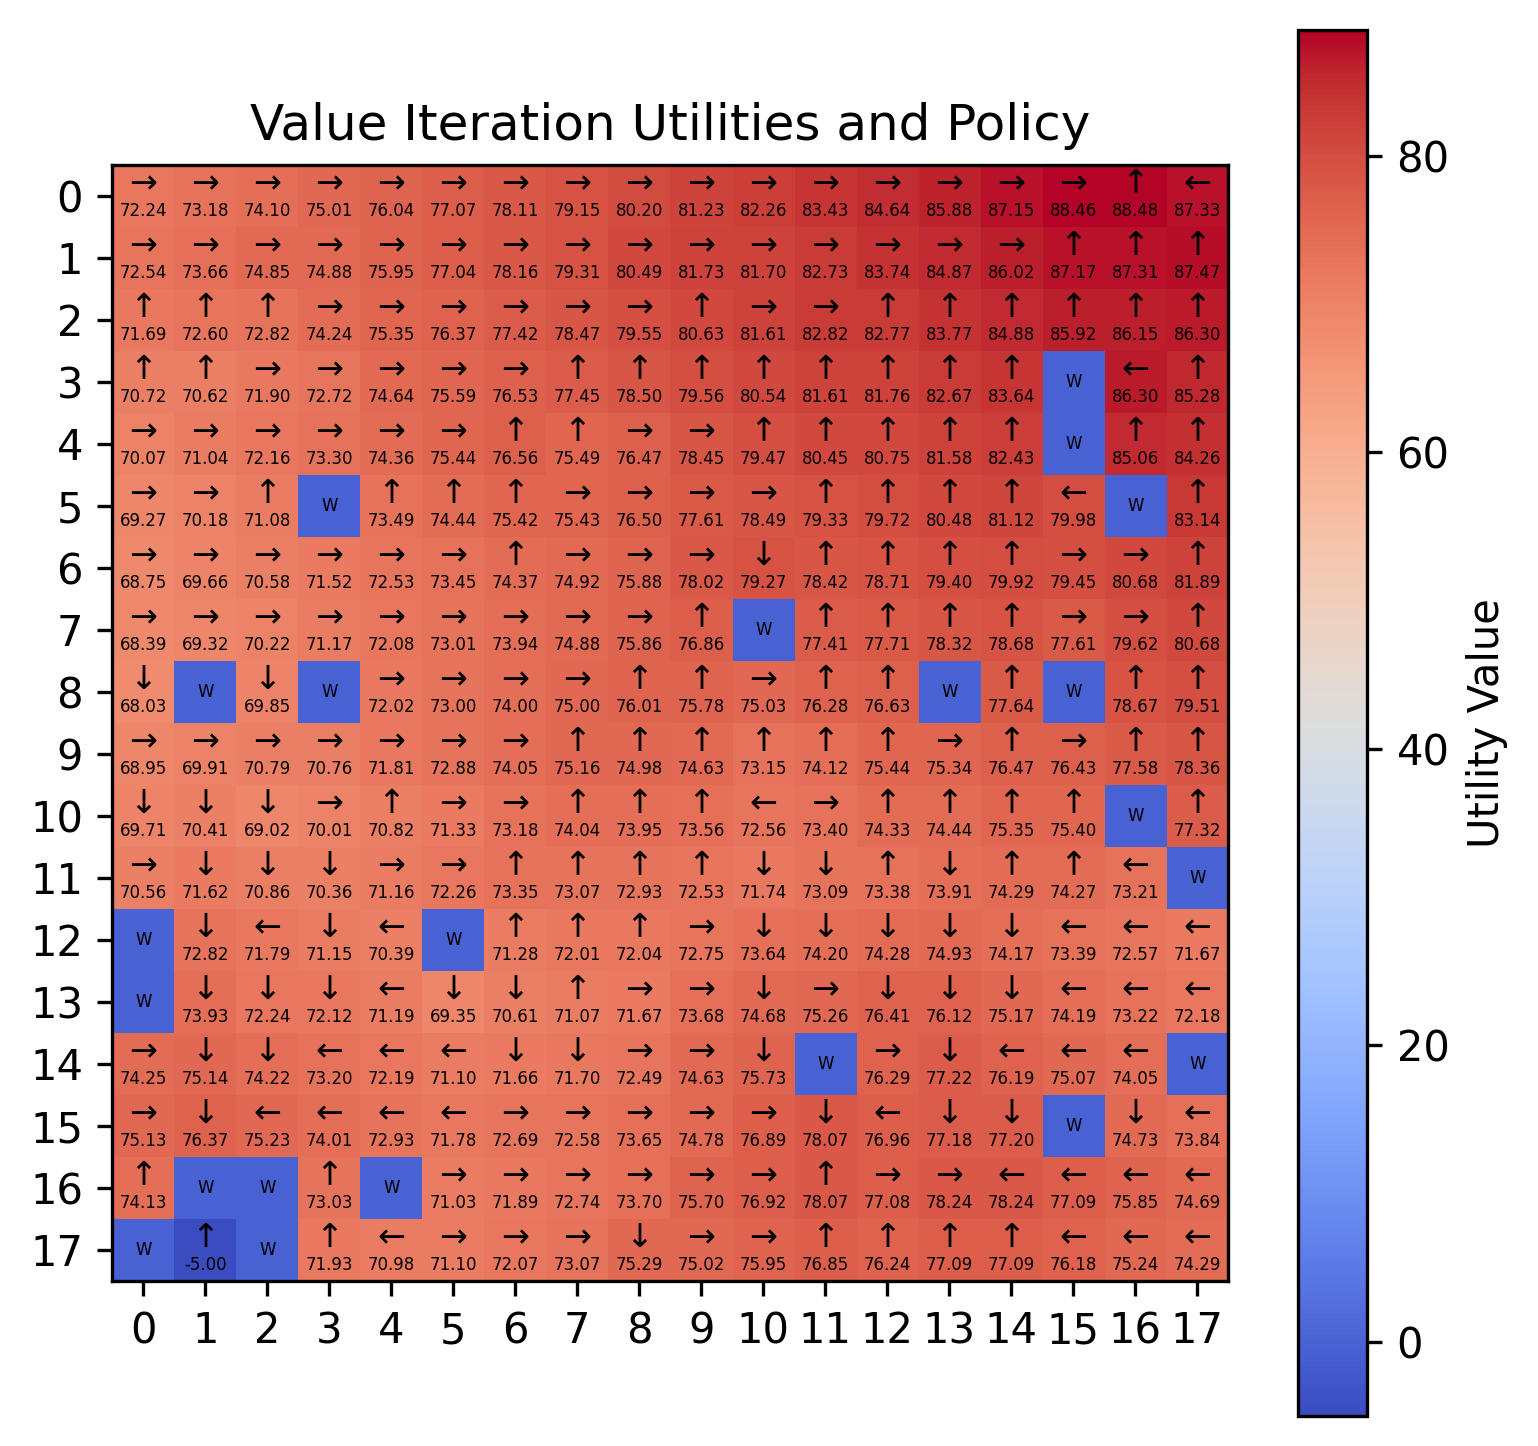 Value Iteration Utilities and Policy
0 → → → → → → → → → → → → → → → → ↑ ←
72.24 73.18 74.10 75.01 76.04 77.07 78.11 79.15 80.20 81.23 82.26 83.43 84.64 85.88 87.15 88.46 88.48 87.33
1 → → → → → → → → → → → → → → → ↑ ↑ ↑
72.54 73.66 74.85 74.88 75.95 77.04 78.16 79.31 80.49 81.73 81.70 82.73 83.74 84.87 86.02 87.17 87.31 87.47
2 ↑ ↑ ↑ → → → → → → ↑ → → ↑ ↑ ↑ ↑ ↑ ↑
71.69 72.60 72.82 74.24 75.35 76.37 77.42 78.47 79.55 80.63 81.61 82.82 82.77 83.77 84.88 85.92 86.15 86.30
3 ↑ ↑ → → → → → ↑ ↑ ↑ ↑ ↑ ↑ ↑ ↑ W ← ↑
70.72 70.62 71.90 72.72 74.64 75.59 76.53 77.45 78.50 79.56 80.54 81.61 81.76 82.67 83.64 86.30 85.28
4 → → → → → → ↑ ↑ → → ↑ ↑ ↑ ↑ ↑ W ↑ ↑
70.07 71.04 72.16 73.30 74.36 75.44 76.56 75.49 76.47 78.45 79.47 80.45 80.75 81.58 82.43 85.06 84.26
5 → → ↑ W ↑ ↑ ↑ → → → → ↑ ↑ ↑ ↑ ← W ↑
69.27 70.18 71.08 73.49 74.44 75.42 75.43 76.50 77.61 78.49 79.33 79.72 80.48 81.12 79.98 83.14
6 → → → → → → ↑ → → → ↓ ↑ ↑ ↑ ↑ → → ↑
68.75 69.66 70.58 71.52 72.53 73.45 74.37 74.92 75.88 78.02 79.27 78.42 78.71 79.40 79.92 79.45 80.68 81.89
7 → → → → → → → → → ↑ W ↑ ↑ ↑ ↑ → → ↑
68.39 69.32 70.22 71.17 72.08 73.01 73.94 74.88 75.86 76.86 77.41 77.71 78.32 78.68 77.61 79.62 80.68
8 ↓ W ↓ W → → → → ↑ ↑ → ↑ ↑ W ↑ W ↑ ↑
68.03 69.85 72.02 73.00 74.00 75.00 76.01 75.78 75.03 76.28 76.63 77.64 78.67 79.51
9 → → → → → → → ↑ ↑ ↑ ↑ ↑ ↑ → ↑ → ↑ ↑
68.95 69.91 70.79 70.76 71.81 72.88 74.05 75.16 74.98 74.63 73.15 74.12 75.44 75.34 76.47 76.43 77.58 78.36
10 ↓ ↓ ↓ → ↑ → → ↑ ↑ ↑ ← → ↑ ↑ ↑ ↑ W ↑
69.71 70.41 69.02 70.01 70.82 71.33 73.18 74.04 73.95 73.56 72.56 73.40 74.33 74.44 75.35 75.40 77.32
11 → ↓ ↓ ↓ → → ↑ ↑ ↑ ↑ ↓ ↓ ↑ ↓ ↑ ↑ ← W
70.56 71.62 70.86 70.36 71.16 72.26 73.35 73.07 72.93 72.53 71.74 73.09 73.38 73.91 74.29 74.27 73.21
12 W ↓ ← ↓ ← W ↑ ↑ ↑ → ↓ ↓ ↓ ↓ ↓ ← ← ←
72.82 71.79 71.15 70.39 71.28 72.01 72.04 72.75 73.64 74.20 74.28 74.93 74.17 73.39 72.57 71.67
13 W ↓ ↓ ↓ ← ↓ ↓ ↑ → → ↓ → ↓ ↓ ↓ ← ← ←
73.93 72.24 72.12 71.19 69.35 70.61 71.07 71.67 73.68 74.68 75.26 76.41 76.12 75.17 74.19 73.22 72.18
14 → ↓ ↓ ← ← ← ↓ ↓ → → ↓ W → ↓ ← ← ← W
74.25 75.14 74.22 73.20 72.19 71.10 71.66 71.70 72.49 74.63 75.73 76.29 77.22 76.19 75.07 74.05
15 → ↓ ← ← ← ← → → → → → ↓ ← ↓ ↓ W ↓ ←
75.13 76.37 75.23 74.01 72.93 71.78 72.69 72.58 73.65 74.78 76.89 78.07 76.96 77.18 77.20 74.73 73.84
16 ↑ W W ↑ W → → → → → → ↑ → → ← ← ← ←
74.13 73.03 71.03 71.89 72.74 73.70 75.70 76.92 78.07 77.08 78.24 78.24 77.09 75.85 74.69
17 W ↑ W ↑ ← → → → ↓ → → ↑ ↑ ↑ ↑ ← ← ←
-5.00 71.93 70.98 71.10 72.07 73.07 75.29 75.02 75.95 76.85 76.24 77.09 77.09 76.18 75.24 74.29
0 1 2 3 4 5 6 7 8 9 10 11 12 13 14 15 16 17
80
60
40
20
0
Utility Value